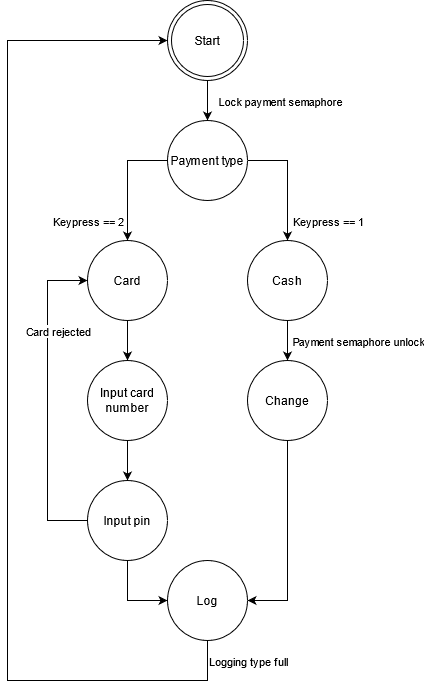 Start
Lock payment semaphore
Payment type
Keypress == 2
Keypress == 1
Card
Cash
Card rejected
Payment semaphore unlock
Input card
number
Change
Input pin
Log
Logging type full